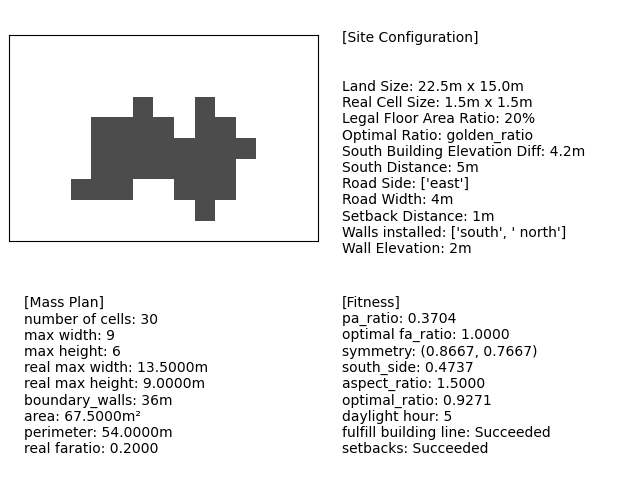 [Site Configuration]
Land Size: 22.5m x 15.0m
Real Cell Size: 1.5m x 1.5m
Legal Floor Area Ratio: 20%
Optimal Ratio: golden_ratio
South Building Elevation Diff: 4.2m
South Distance: 5m
Road Side: ['east']
Road Width: 4m
Setback Distance: 1m
Walls installed: ['south', ' north']
Wall Elevation: 2m
[Mass Plan]
number of cells: 30
max width: 9
max height: 6
real max width: 13.5000m
real max height: 9.0000m
boundary_walls: 36m
area: 67.5000m²
perimeter: 54.0000m
real faratio: 0.2000
[Fitness]
pa_ratio: 0.3704
optimal fa_ratio: 1.0000
symmetry: (0.8667, 0.7667)
south_side: 0.4737
aspect_ratio: 1.5000
optimal_ratio: 0.9271
daylight hour: 5
fulfill building line: Succeeded
setbacks: Succeeded